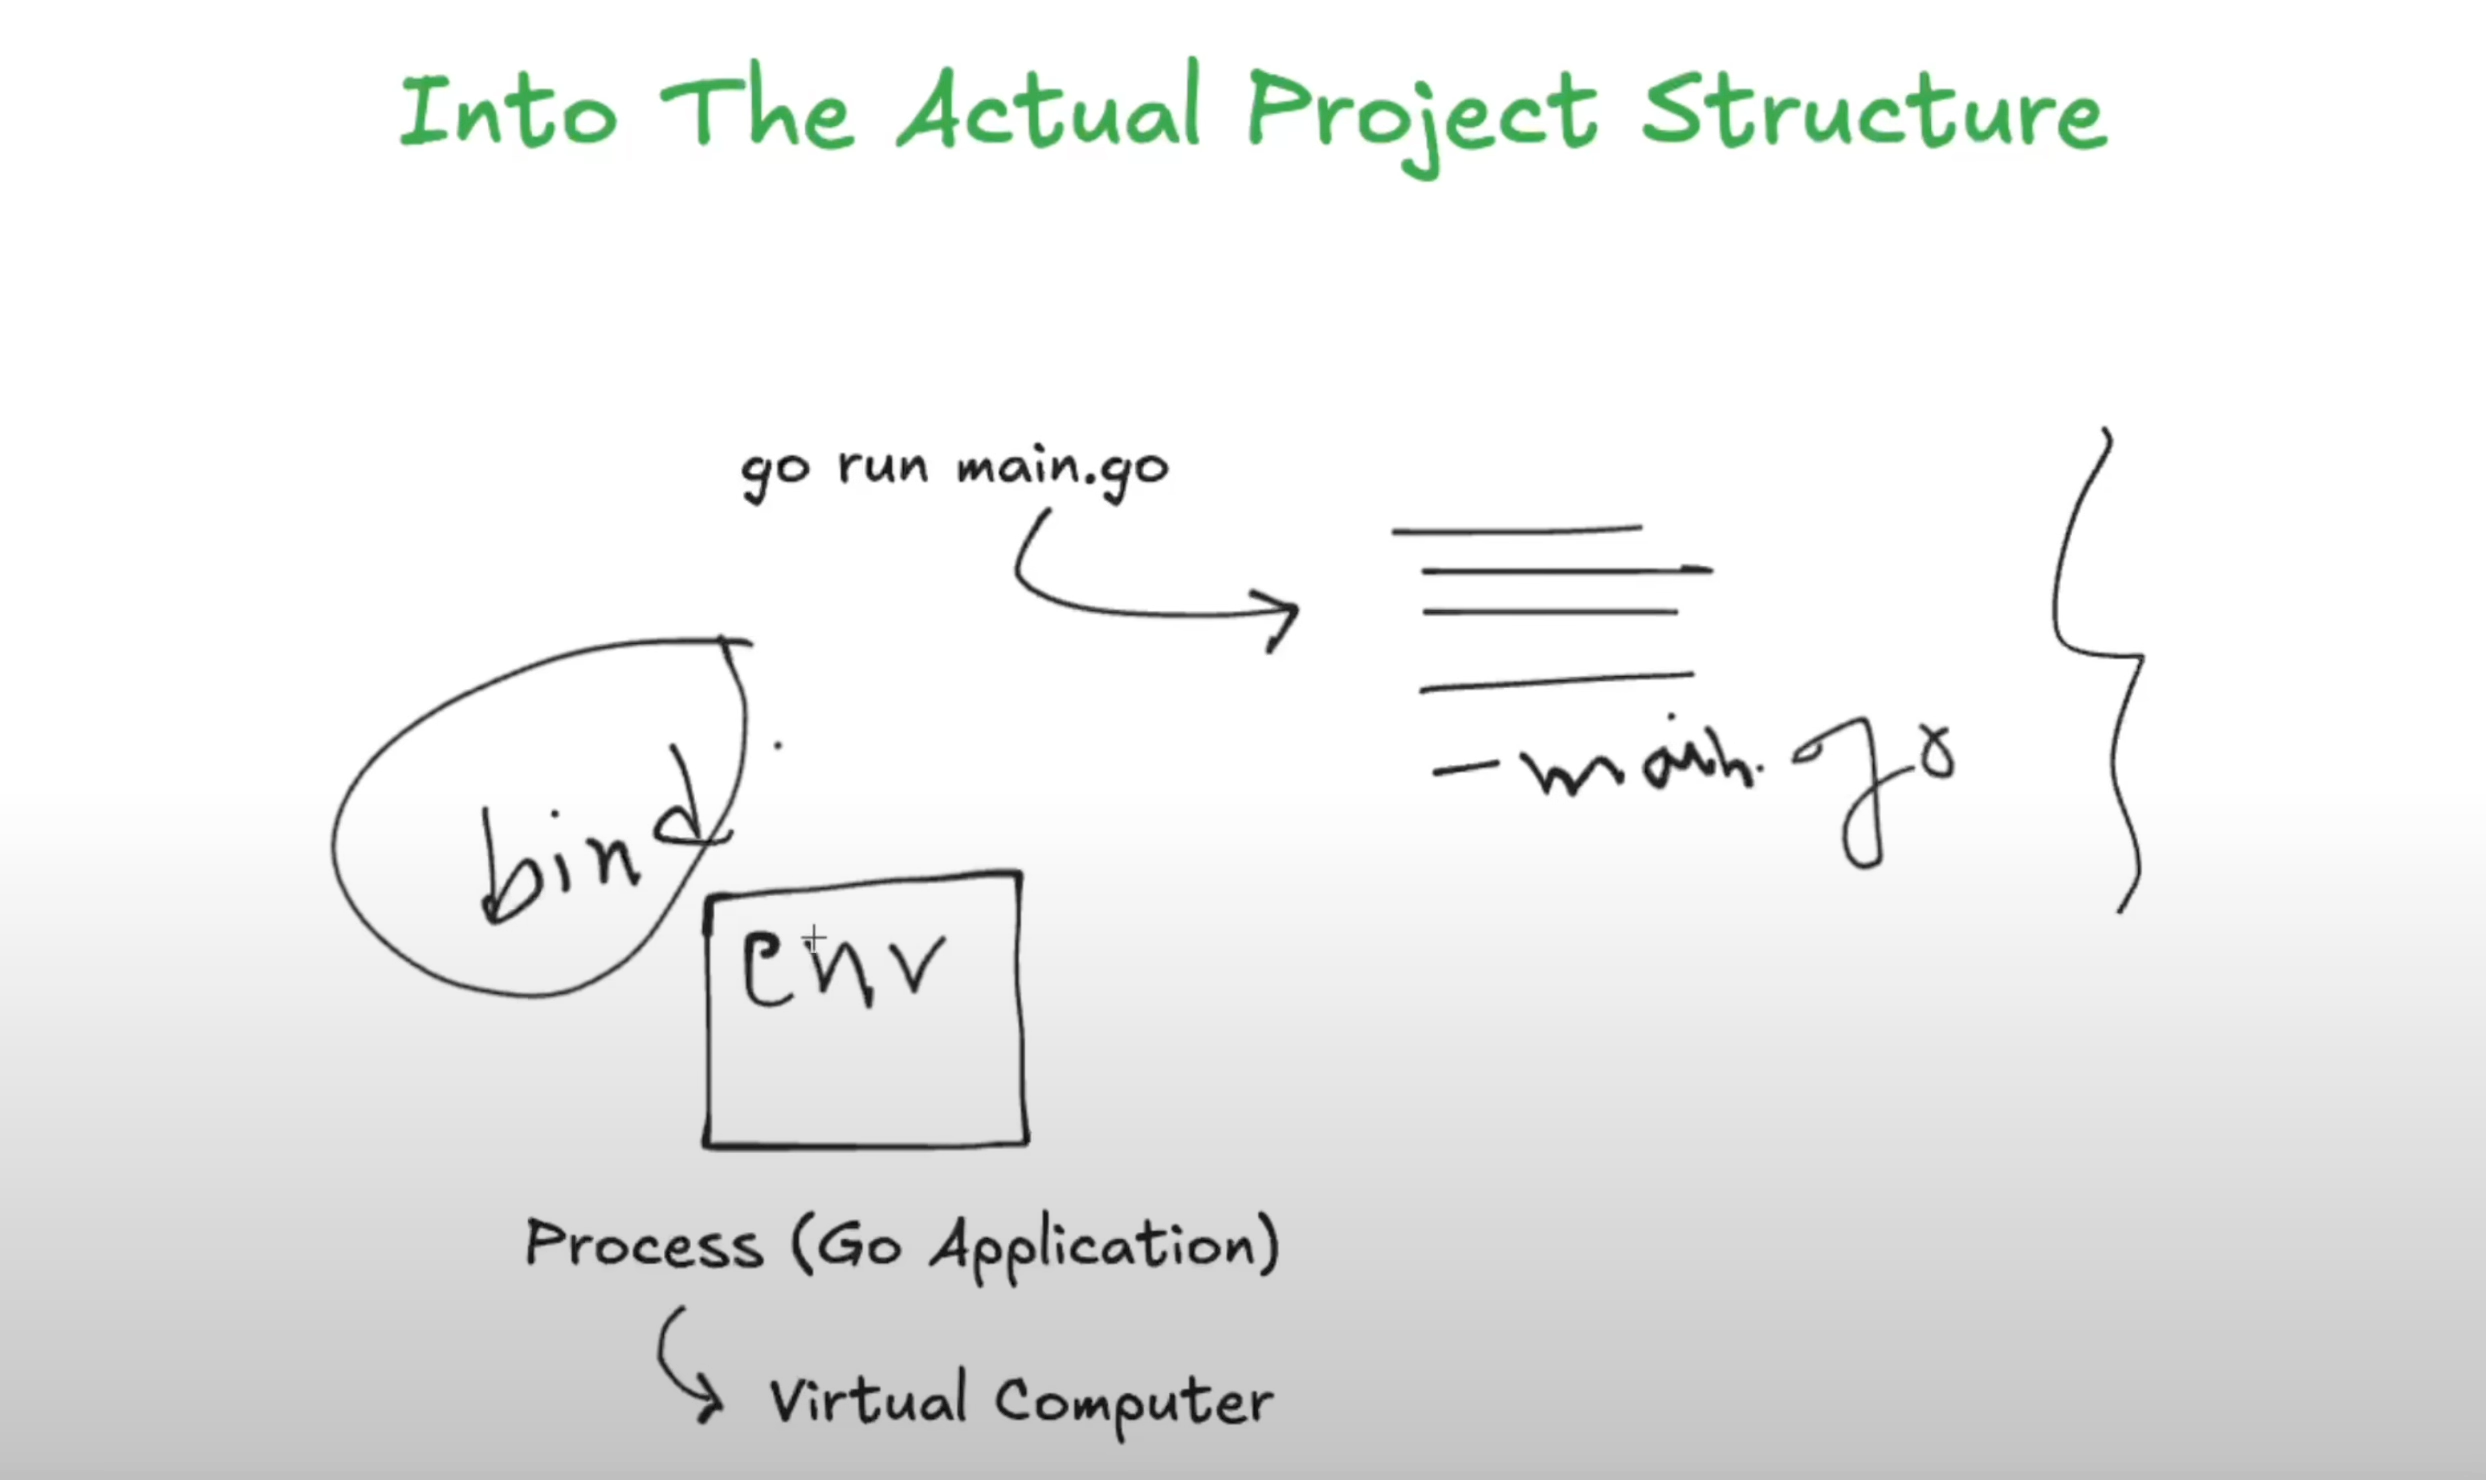 Into The Actual Project Structure
go run main.go
- main.go
bind
env
Process (Go Application)
Virtual Computer